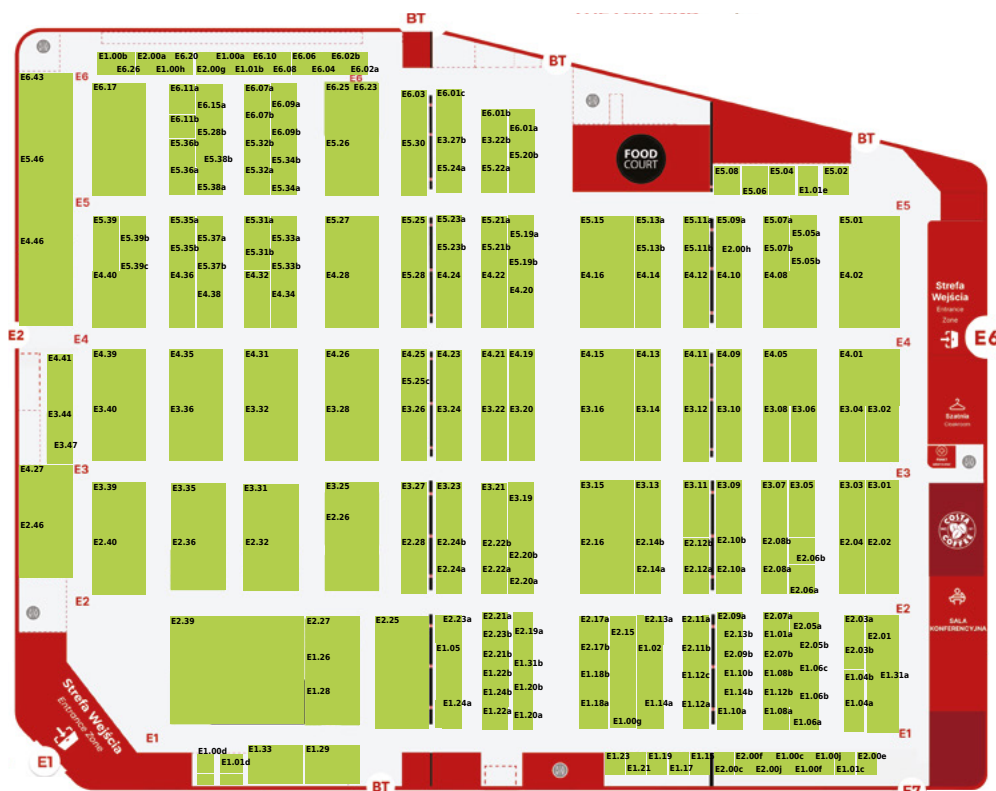 BT
E1.00b E2.00a E6.20 E1.00a E6.10 E6.06 E6.02b
E6.26 E1.00h E2.00g E1.01b E6.08 E6.04 E6.02a
BT
E6.43 E6 E6
E6.17 E6.11a E6.07a E6.25 E6.23 E6.03 E6.01c
E6.15a E6.09a
E6.11b E6.07b E6.01b
E5.28b E6.09b E6.01a
E5.36b E5.32b E5.26 E5.30 E3.27b E3.22b
E5.46 E5.38b E5.34b E5.20b
E5.36a E5.32a E5.24a E5.22a
E5.38a E5.34a
FOOD
COURT
BT
E5.08 E5.04 E5.02
E5.06 E1.01e
E5 E5
E5.39 E5.35a E5.31a E5.27 E5.25 E5.23a E5.21a E5.15 E5.13a E5.11a E5.09a E5.07a E5.01
E5.39b E5.37a E5.33a E5.19a E5.05a
E4.46 E5.35b E5.31b E5.23b E5.21b E5.13b E5.11b E2.00h E5.07b
E5.39c E5.37b E5.33b E5.19b E5.05b
E4.40 E4.36 E4.32 E4.28 E5.28 E4.24 E4.22 E4.16 E4.14 E4.12 E4.10 E4.08 E4.02
E4.38 E4.34 E4.20
Strefa
Wejścia
Entrance
Zone
E6
E2 E4 E4
E4.41 E4.39 E4.35 E4.31 E4.26 E4.25 E4.23 E4.21 E4.19 E4.15 E4.13 E4.11 E4.09 E4.05 E4.01
E5.25c
E3.44 E3.40 E3.36 E3.32 E3.28 E3.26 E3.24 E3.22 E3.20 E3.16 E3.14 E3.12 E3.10 E3.08 E3.06 E3.04 E3.02
Szatnia
Cloakroom
E3.47
E4.27 E3 E3
E3.39 E3.35 E3.31 E3.25 E3.27 E3.23 E3.21 E3.19 E3.15 E3.13 E3.11 E3.09 E3.07 E3.05 E3.03 E3.01
E2.46 E2.26
E2.40 E2.36 E2.32 E2.28 E2.24b E2.22b E2.16 E2.14b E2.12b E2.10b E2.08b E2.04 E2.02
E2.20b E2.06b
E2.24a E2.22a E2.14a E2.12a E2.10a E2.08a
E2.20a E2.06a
COSTA
COFFEE
E2 E2
E2.39 E2.27 E2.25 E2.23a E2.21a E2.17a E2.13a E2.11a E2.09a E2.07a E2.03a
E2.23b E2.19a E2.15 E2.13b E1.01a E2.05a E2.01
E1.26 E1.05 E2.21b E2.17b E1.02 E2.11b E2.09b E2.07b E2.05b E2.03b
E1.22b E1.31b E1.18b E1.12c E1.10b E1.08b E1.06c E1.04b E1.31a
E1.28 E1.24b E1.20b E1.14b E1.12b E1.06b
E1.24a E1.22a E1.20a E1.18a E1.14a E1.12a E1.10a E1.08a E1.04a
E1.00g E1.06a
SALA
KONFERENCYJNA
Strefa Wejścia
Entrance Zone
E1
E1 E1
E1.00d E1.33 E1.29 E1.23 E1.19 E2.00f E1.00c E1.00j E2.00e
E1.01d E1.21 E1.17 E2.00c E2.00j E1.00f E1.01c
BT E7